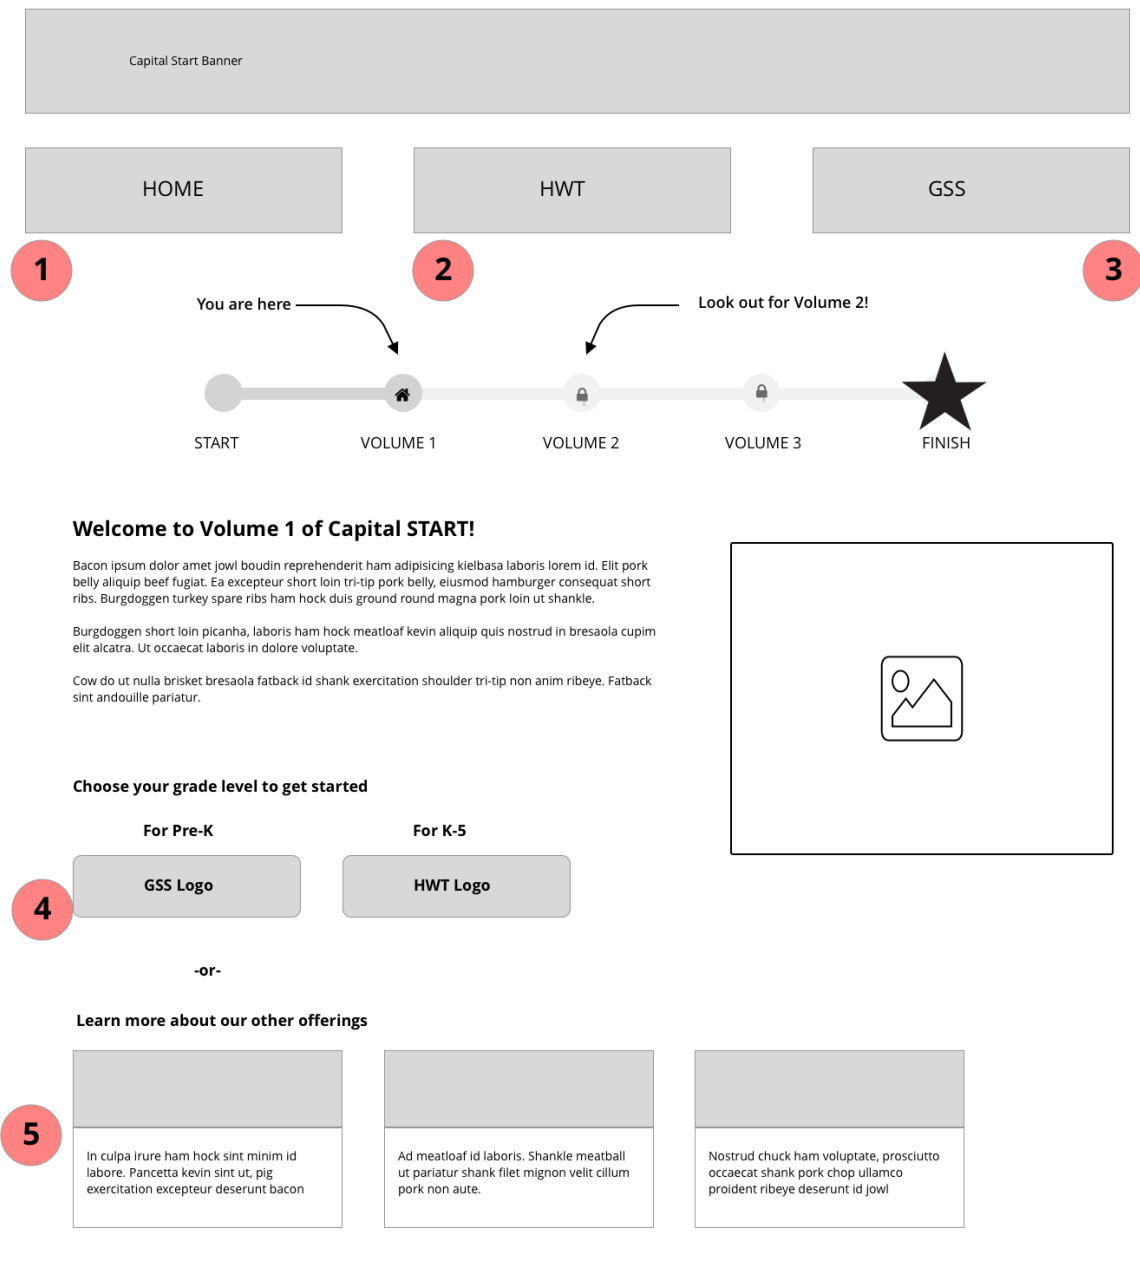 Capital Start Banner
HOME
HWT
GSS
1
2
3
You are here
Look out for Volume 2!
START
VOLUME 1
VOLUME 2
VOLUME 3
FINISH
Welcome to Volume 1 of Capital START!
Bacon ipsum dolor amet jowl boudin reprehenderit ham adipisicing kielbasa laboris lorem id. Elit pork
belly aliquip beef fugiat. Ea excepteur short loin tri-tip pork belly, eiusmod hamburger consequat short
ribs. Burgdoggen turkey spare ribs ham hock duis ground round magna pork loin ut shankle.
Burgdoggen short loin picanha, laboris ham hock meatloaf kevin aliquip quis nostrud in bresaola cupim
elit alcatra. Ut occaecat laboris in dolore voluptate.
Cow do ut nulla brisket bresaola fatback id shank exercitation shoulder tri-tip non anim ribeye. Fatback
sint andouille pariatur.
Choose your grade level to get started
For Pre-K
For K-5
GSS Logo
HWT Logo
4
-or-
Learn more about our other offerings
5
In culpa irure ham hock sint minim id
labore. Pancetta kevin sint ut, pig
exercitation excepteur deserunt bacon
Ad meatloaf id laboris. Shankle meatball
ut pariatur shank filet mignon velit cillum
pork non aute.
Nostrud chuck ham voluptate, prosciutto
occaecat shank pork chop ullamco
proident ribeye deserunt id jowl